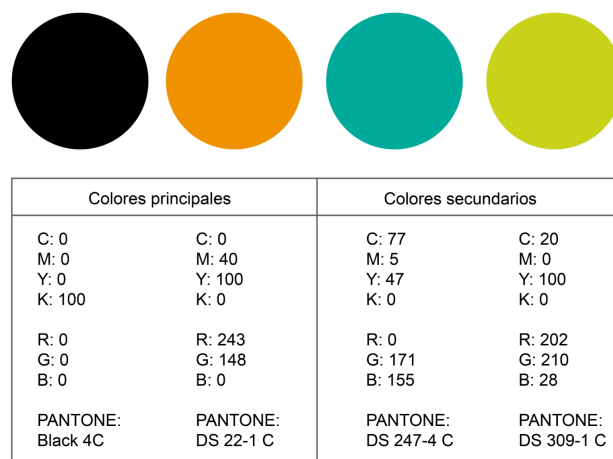 Colores principales
Colores secundarios
C: 0
M: 0
Y: 0
K: 100
R: 0
G: 0
B: 0
PANTONE:
Black 4C
C: 0
M: 40
Y: 100
K: 0
R: 243
G: 148
B: 0
PANTONE:
DS 22-1 C
C: 77
M: 5
Y: 47
K: 0
R: 0
G: 171
B: 155
PANTONE:
DS 247-4 C
C: 20
M: 0
Y: 100
K: 0
R: 202
G: 210
B: 28
PANTONE:
DS 309-1 C